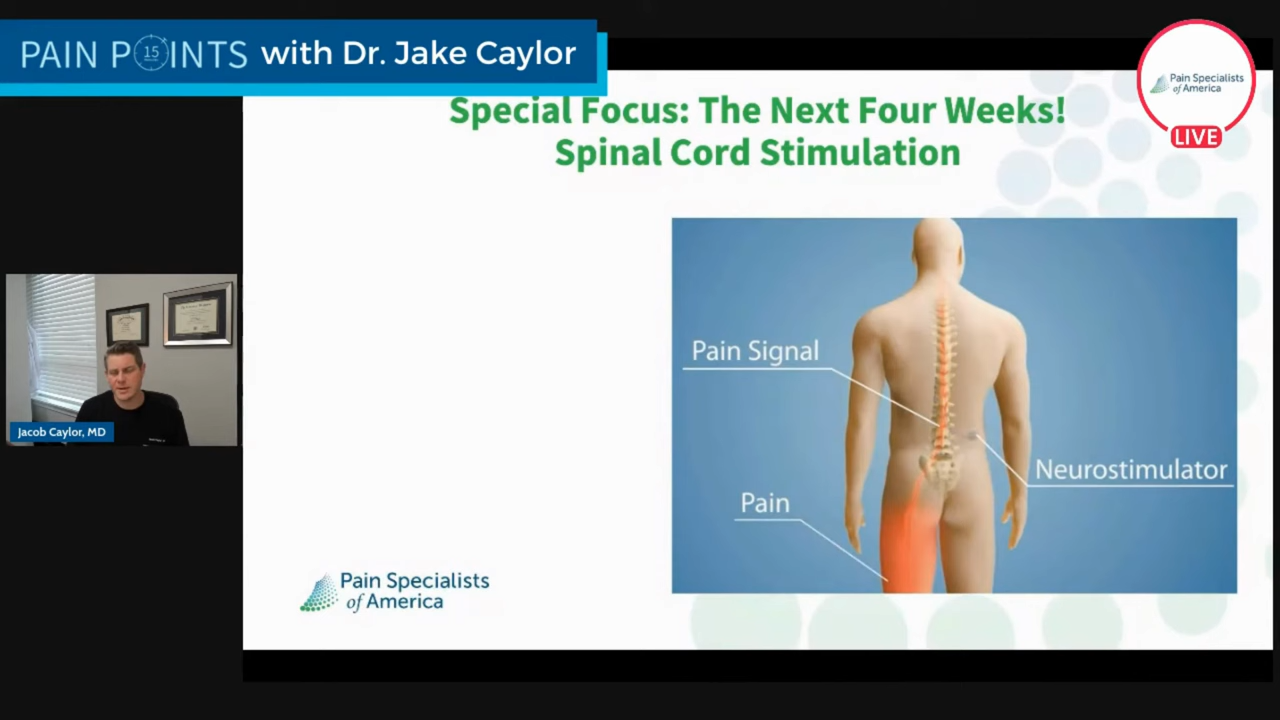 PAIN POINTS with Dr. Jake Caylor
15
Pain Specialists
of America
LIVE
Special Focus: The Next Four Weeks!
Spinal Cord Stimulation
Pain Signal
Neurostimulator
Pain
Jacob Caylor, MD
Pain Specialists
of America